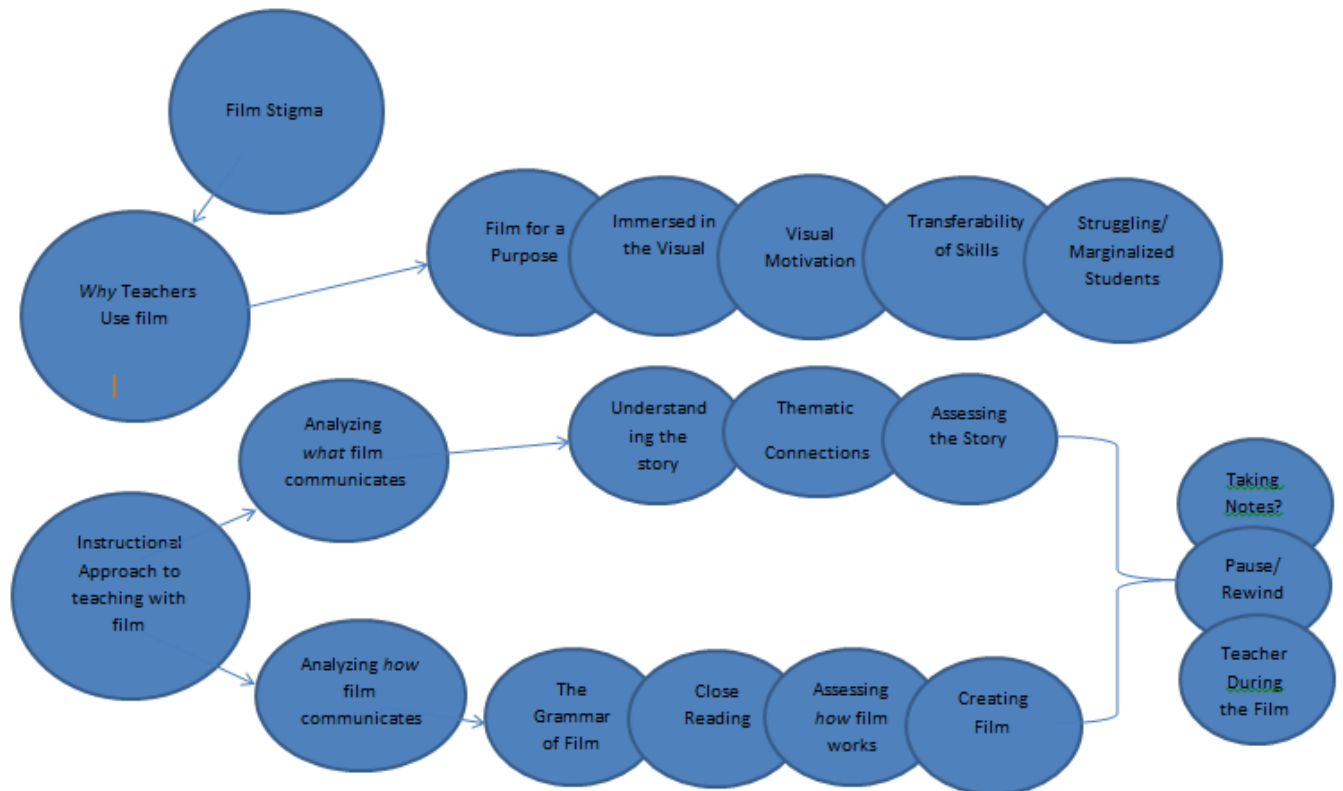 Film Stigma
Why Teachers
Use film
Film for a
Purpose
Immersed in
the Visual
Visual
Motivation
Transferability
of Skills
Struggling/
Marginalized
Students
Instructional
Approach to
teaching with
film
Analyzing
what film
communicates
Understand
ing the
story
Thematic
Connections
Assessing
the Story
Analyzing how
film
communicates
The
Grammar
of Film
Close
Reading
Assessing
how film
works
Creating
Film
Taking
Notes?
Pause/
Rewind
Teacher
During
the Film